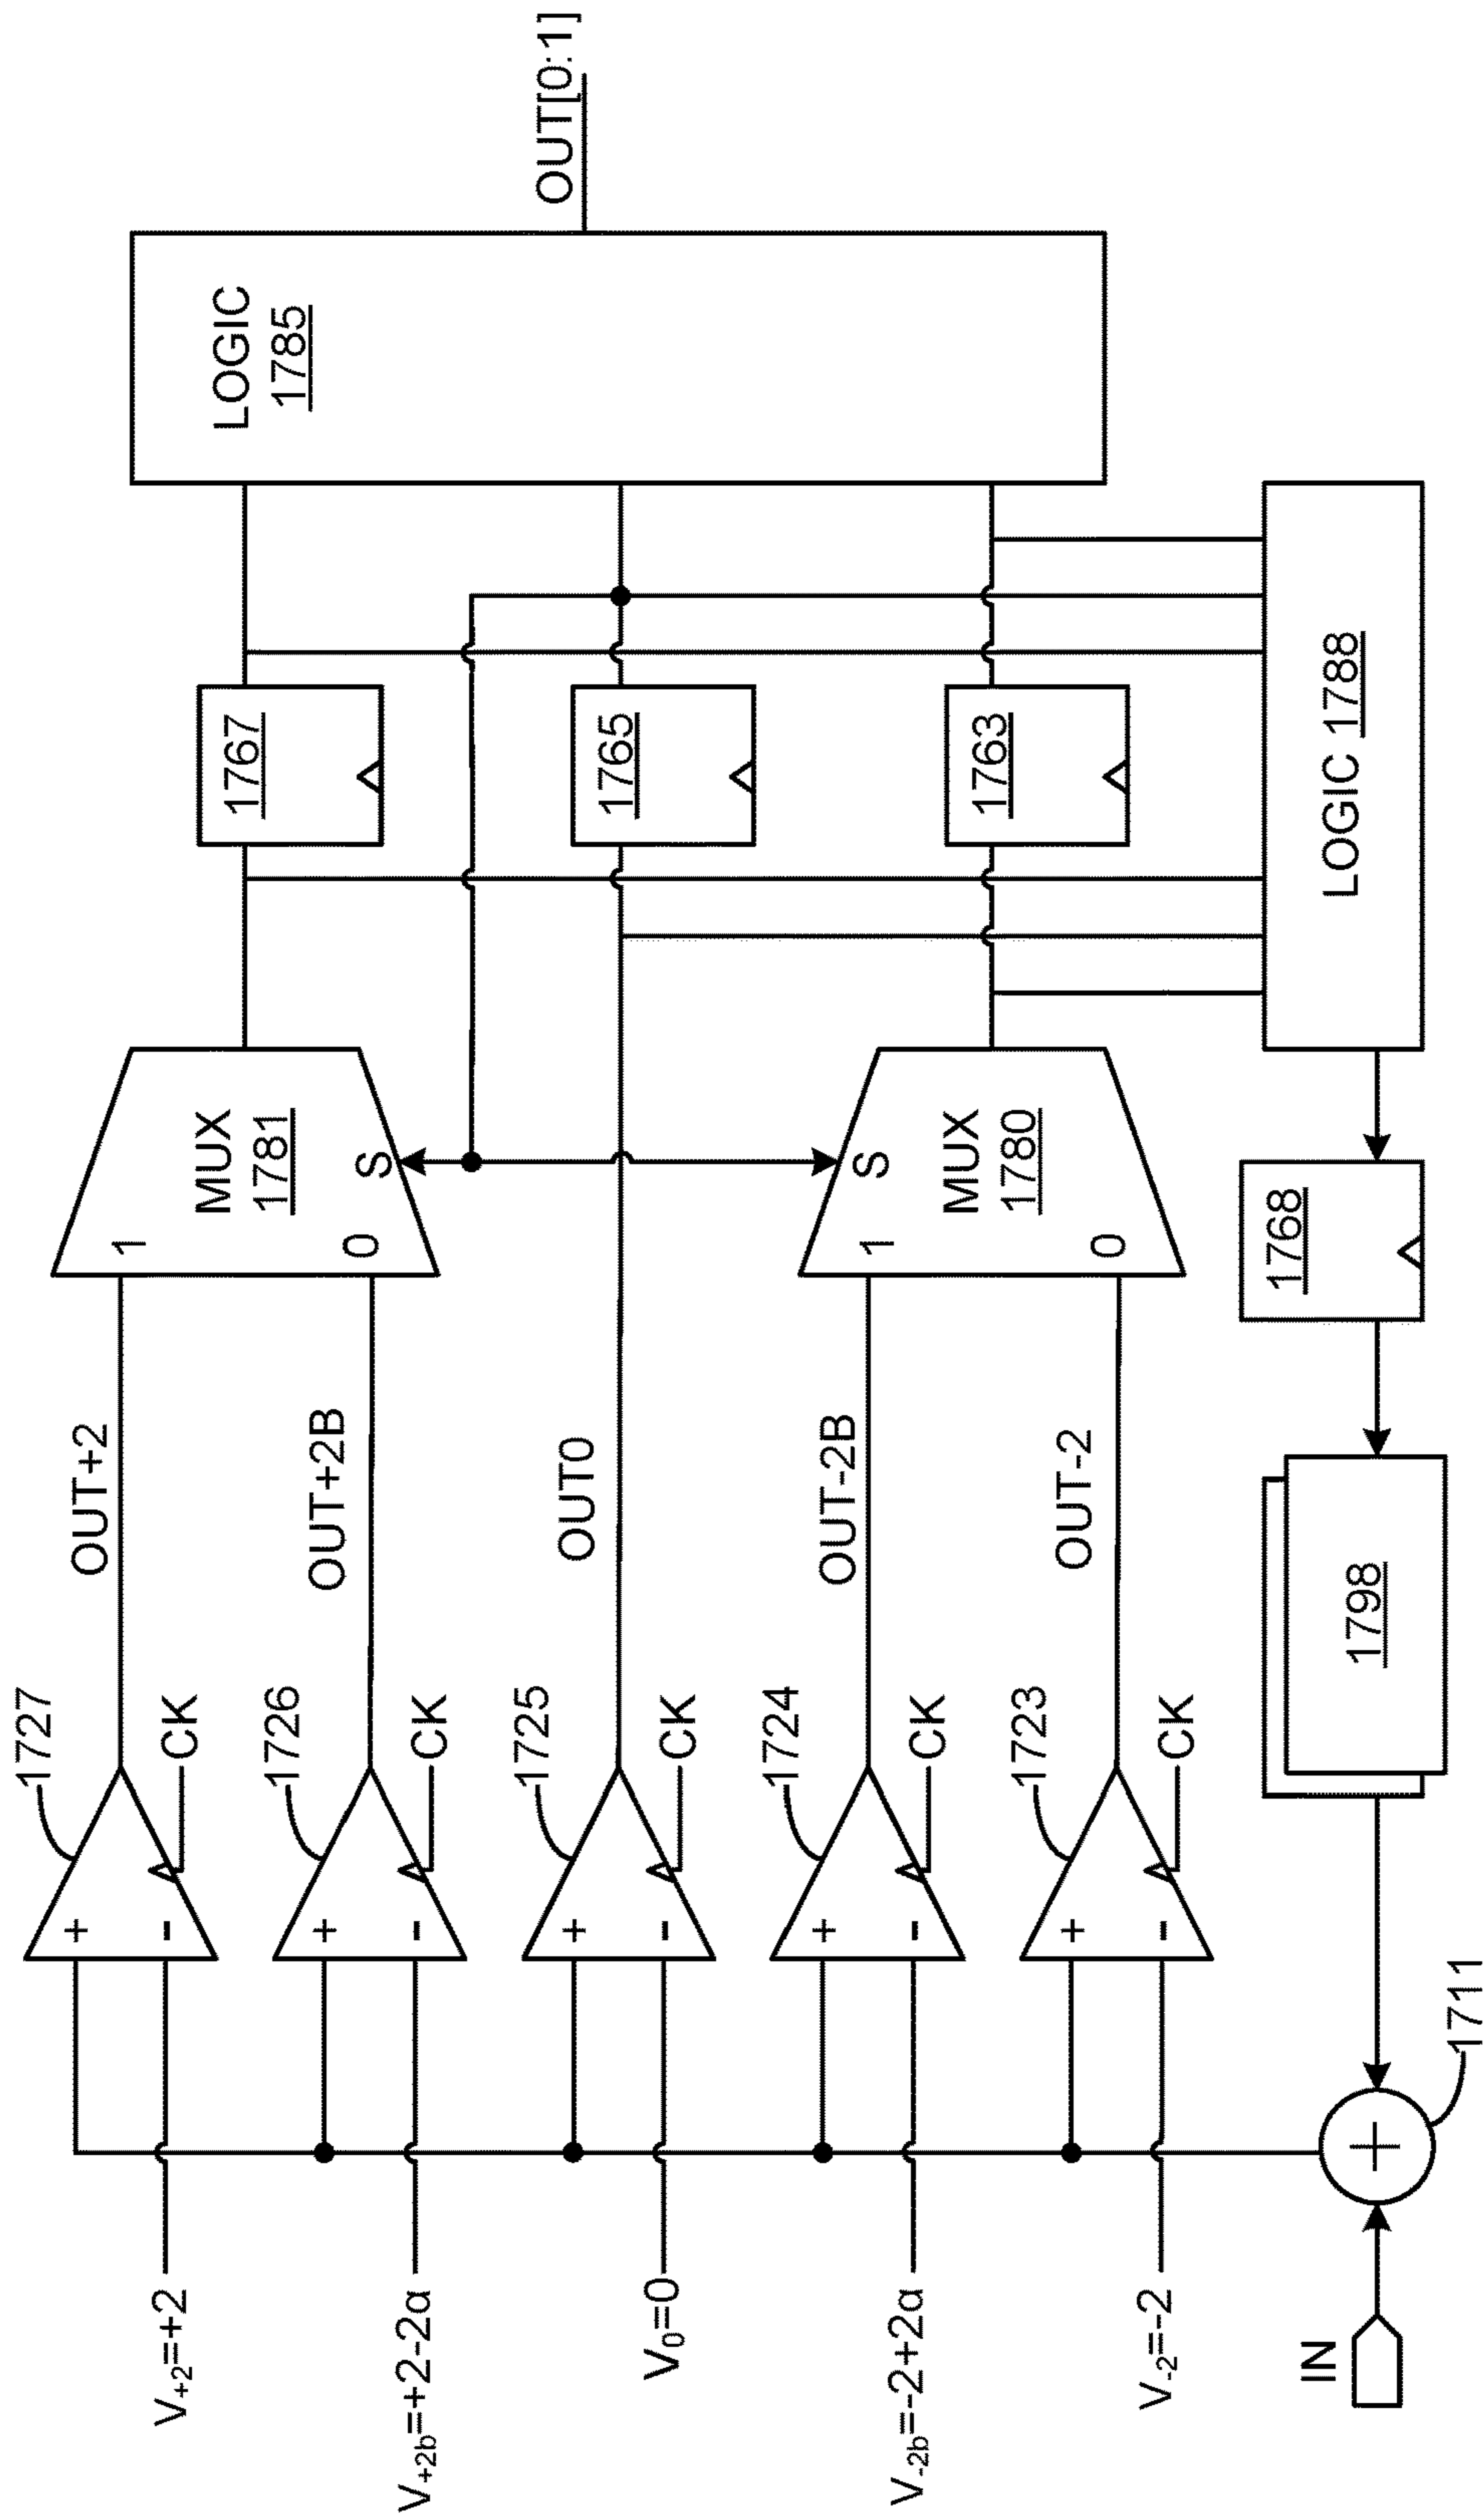 V+2=+2
1727
+
-
CK
OUT+2
V+2b=+2-2α
1726
+
-
CK
OUT+2B
1
0
S
MUX
1781
1767
V0=0
1725
+
-
CK
OUT0
1765
LOGIC
1785
OUT[0:1]
V-2b=-2+2α
1724
+
-
CK
OUT-2B
V-2=-2
1723
+
-
CK
OUT-2
1
0
S
MUX
1780
1763
IN
+
1711
1798
1768
LOGIC 1788